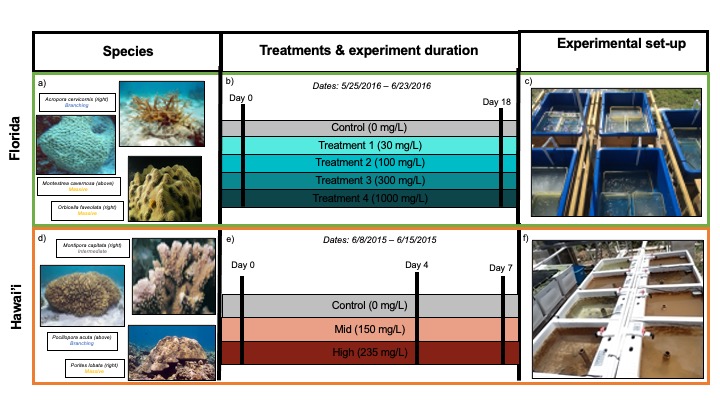 Species
Treatments & experiment duration
Experimental set-up
Florida
a)
Acropora cervicornis (right)
Branching
Montestrea cavernosa (above)
Massive
Orbicella faveolata (right)
Massive
b)
Dates: 5/25/2016 – 6/23/2016
Day 0
Day 18
Control (0 mg/L)
Treatment 1 (30 mg/L)
Treatment 2 (100 mg/L)
Treatment 3 (300 mg/L)
Treatment 4 (1000 mg/L)
c)
Hawai'i
d)
Montipora capitata (right)
Intermediate
Pocillopora acuta (above)
Branching
Porites lobata (right)
Massive
e)
Dates: 6/8/2015 – 6/15/2015
Day 0
Day 4
Day 7
Control (0 mg/L)
Mid (150 mg/L)
High (235 mg/L)
f)